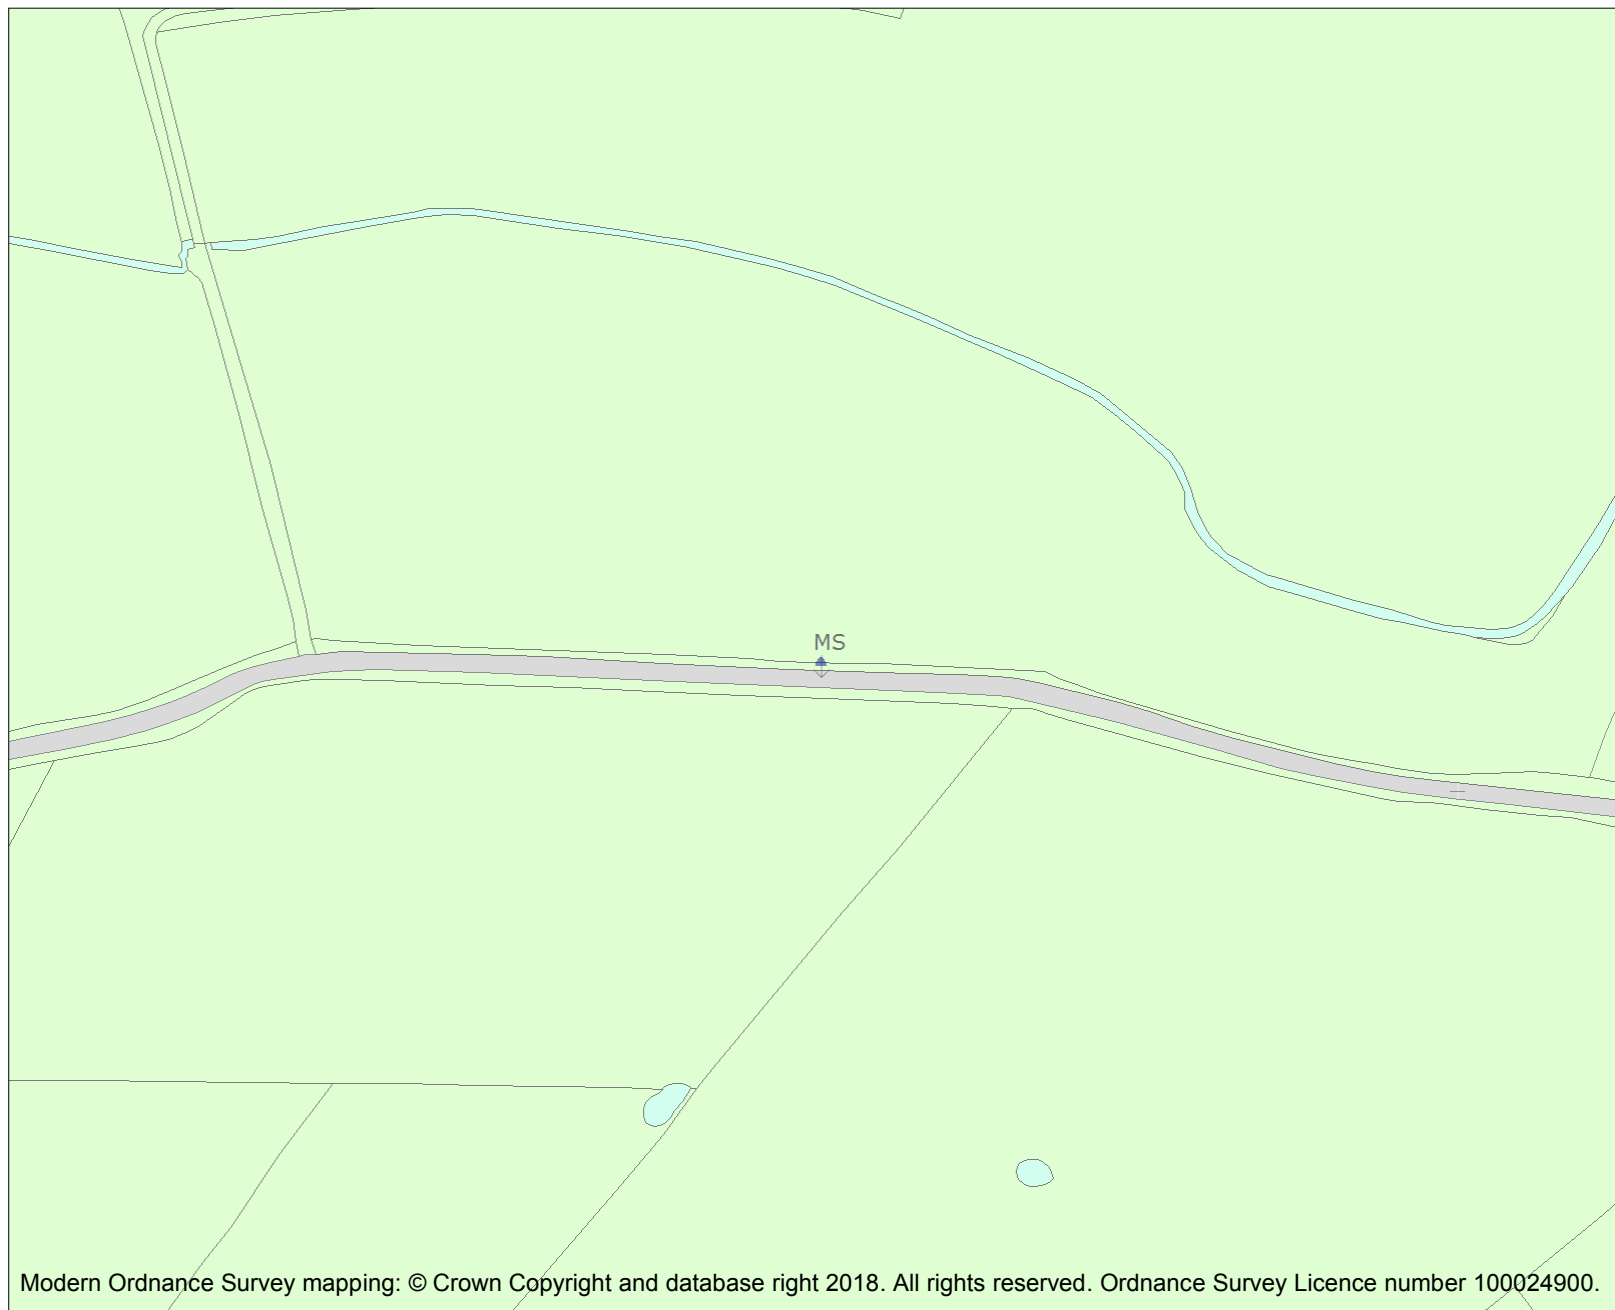 MS
Modern Ordnance Survey mapping: © Crown Copyright and database right 2018. All rights reserved. Ordnance Survey Licence number 100024900.